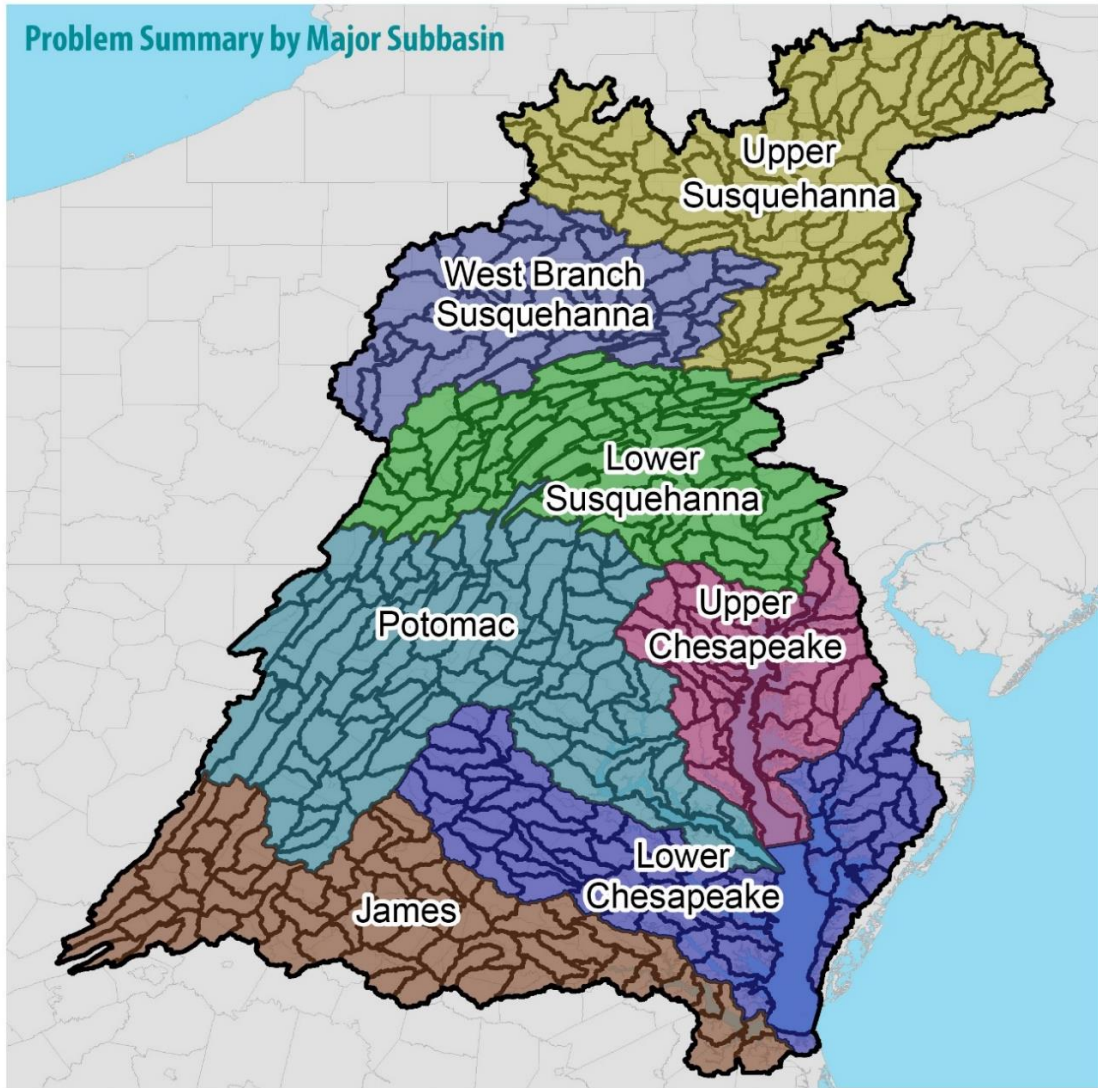 Problem Summary by Major Subbasin
Upper
Susquehanna
West Branch
Susquehanna
Lower
Susquehanna
Upper
Chesapeake
Potomac
Lower
Chesapeake
James